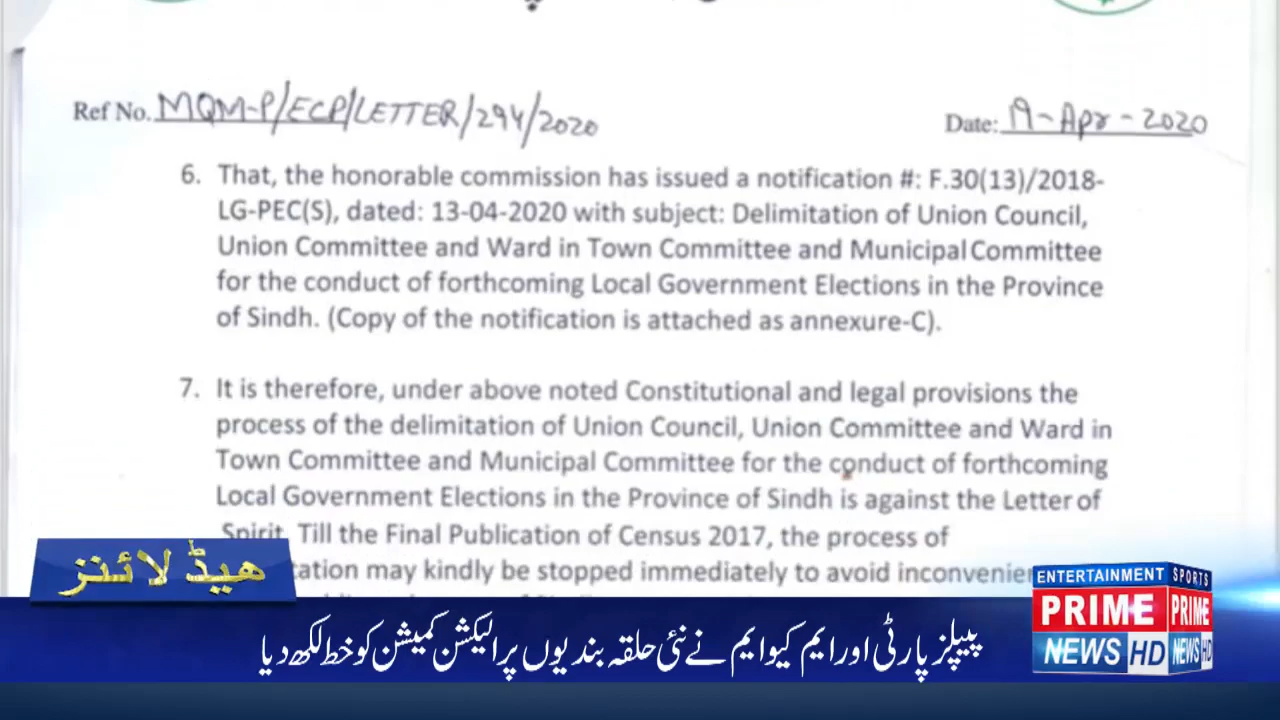 Ref No. MQM-P/ECP/LETTER/294/2020
Date: 19-Apr-2020
6. That, the honorable commission has issued a notification #: F.30(13)/2018-
LG-PEC(S), dated: 13-04-2020 with subject: Delimitation of Union Council,
Union Committee and Ward in Town Committee and Municipal Committee
for the conduct of forthcoming Local Government Elections in the Province
of Sindh. (Copy of the notification is attached as annexure-C).
7. It is therefore, under above noted Constitutional and legal provisions the
process of the delimitation of Union Council, Union Committee and Ward in
Town Committee and Municipal Committee for the conduct of forthcoming
Local Government Elections in the Province of Sindh is against the Letter of
Spirit. Till the Final Publication of Census 2017, the process of
may kindly be stopped immediately to avoid
ہیڈلائنز
پیپلز پارٹی اور ایم کیو ایم نے نئی حلقہ بندیوں پر الیکشن کمیشن کو خط لکھ دیا
ENTERTAINMENT SPORTS
PRIME PRIME
NEWS HD NEWS HD